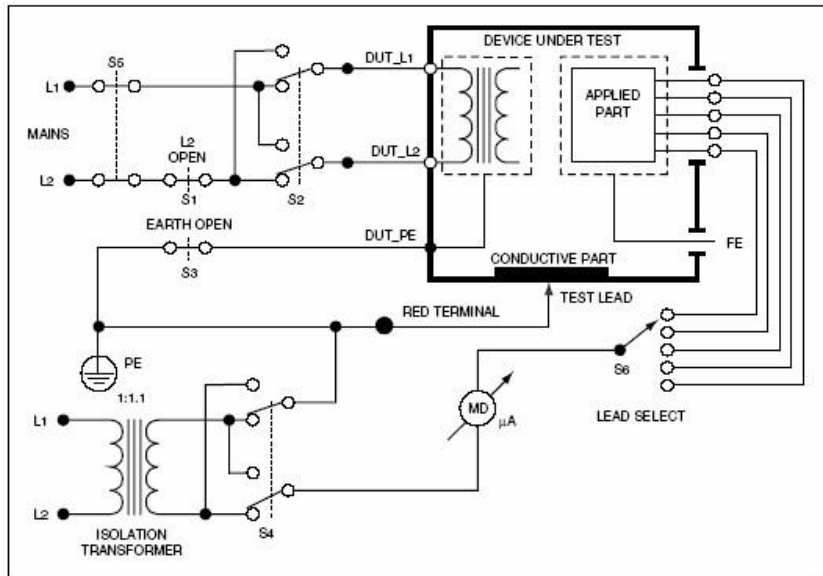 DEVICE UNDER TEST
DUT_L1
S5
L1
APPLIED
PART
MAINS
L2
OPEN
DUT_L2
L2
S1
S2
EARTH OPEN
DUT_PE
FE
S3
CONDUCTIVE PART
TEST LEAD
RED TERMINAL
PE
S6
1:1.1
MD
µA
LEAD SELECT
L1
L2
S4
ISOLATION
TRANSFORMER